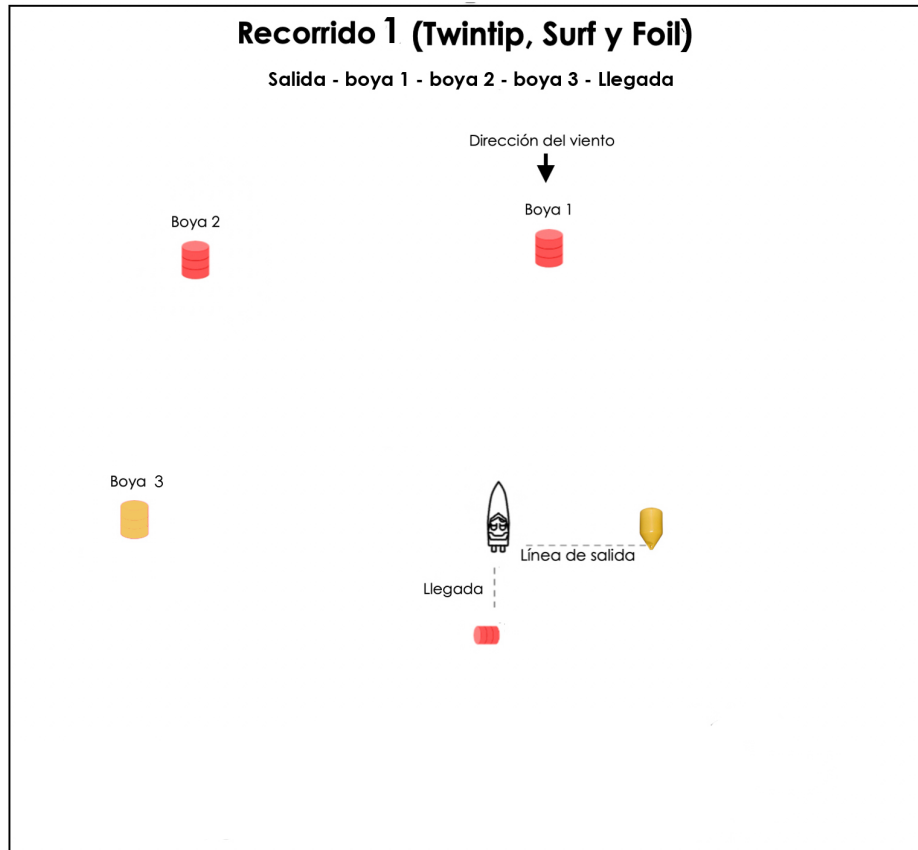 Recorrido 1 (Twintip, Surf y Foil)
Salida - boya 1 - boya 2 - boya 3 - Llegada
Dirección del viento
Boya 1
Boya 2
Boya 3
Línea de salida
Llegada